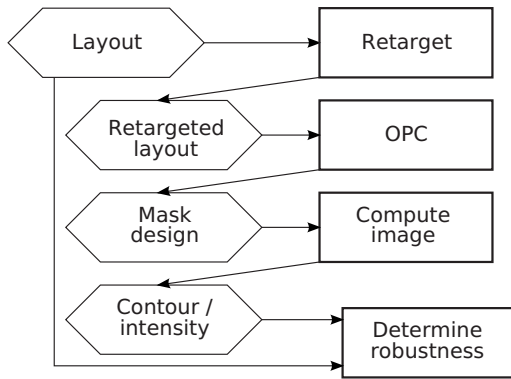 Layout
Retarget
Retargeted
layout
OPC
Mask
design
Compute
image
Contour /
intensity
Determine
robustness